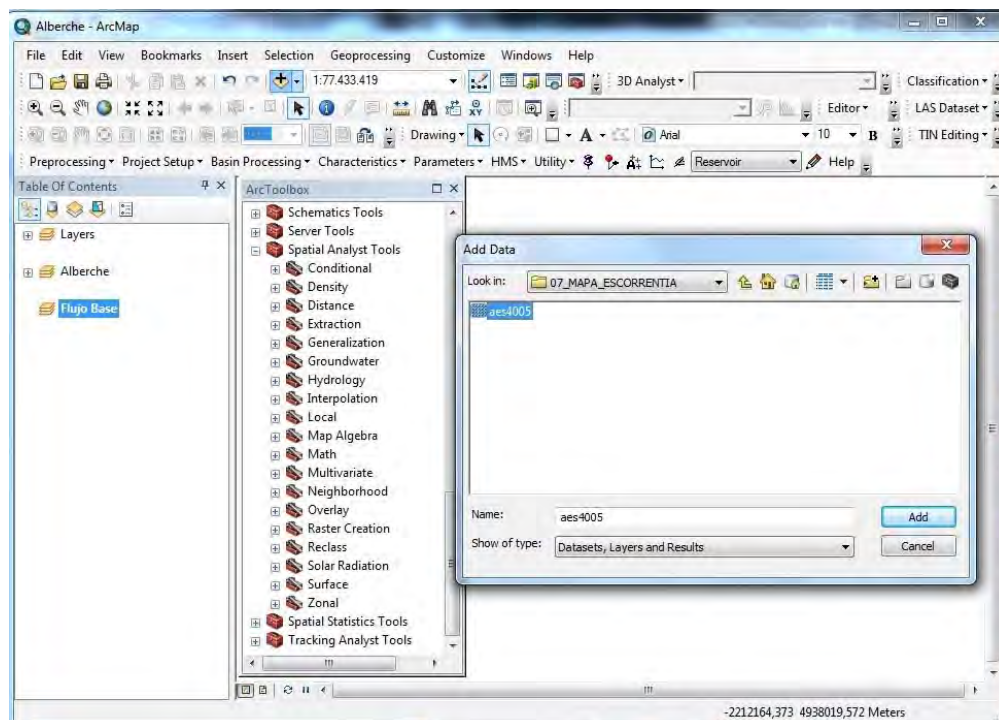 Alberche - ArcMap
File Edit View Bookmarks Insert Selection Geoprocessing Customize Windows Help
1:77.433.419 3D Analyst Classification
Editor LAS Dataset
Drawing A Arial 10 B TIN Editing
Preprocessing Project Setup Basin Processing Characteristics Parameters HMS Utility Reservoir Help
Table Of Contents
Layers
Alberche
Flujo Base
ArcToolbox
Schematics Tools
Server Tools
Spatial Analyst Tools
Conditional
Density
Distance
Extraction
Generalization
Groundwater
Hydrology
Interpolation
Local
Map Algebra
Math
Multivariate
Neighborhood
Overlay
Raster Creation
Reclass
Solar Radiation
Surface
Zonal
Spatial Statistics Tools
Tracking Analyst Tools
Add Data
Look in: 07_MAPA_ESCORRENTIA
aes4005
Name: aes4005 Add
Show of type: Datasets, Layers and Results Cancel
-2212164,373 4938019,572 Meters